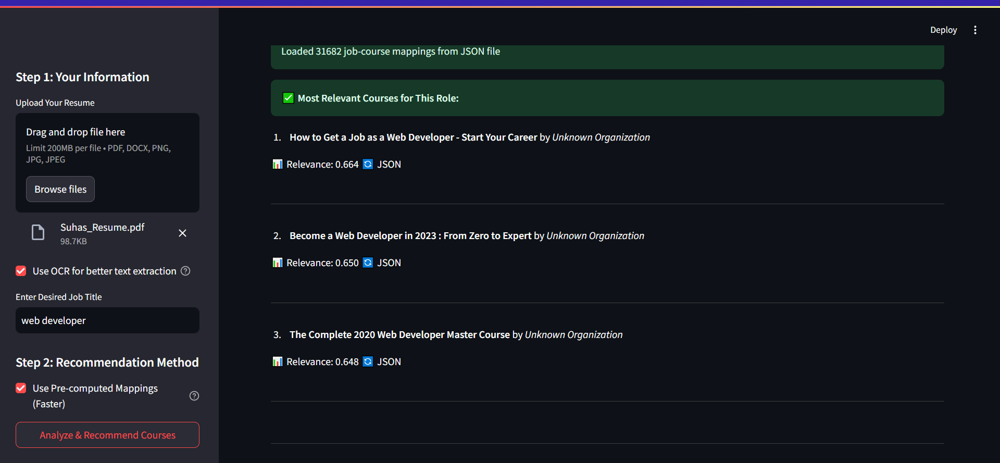 Deploy
Step 1: Your Information
Upload Your Resume
Drag and drop file here
Limit 200MB per file • PDF, DOCX, PNG,
JPG, JPEG
Browse files
Suhas_Resume.pdf
98.7KB
Use OCR for better text extraction
Enter Desired Job Title
web developer
Step 2: Recommendation Method
Use Pre-computed Mappings
(Faster)
Analyze & Recommend Courses
Loaded 31682 job-course mappings from JSON file
Most Relevant Courses for This Role:
1. How to Get a Job as a Web Developer - Start Your Career by Unknown Organization
Relevance: 0.664 JSON
2. Become a Web Developer in 2023 : From Zero to Expert by Unknown Organization
Relevance: 0.650 JSON
3. The Complete 2020 Web Developer Master Course by Unknown Organization
Relevance: 0.648 JSON